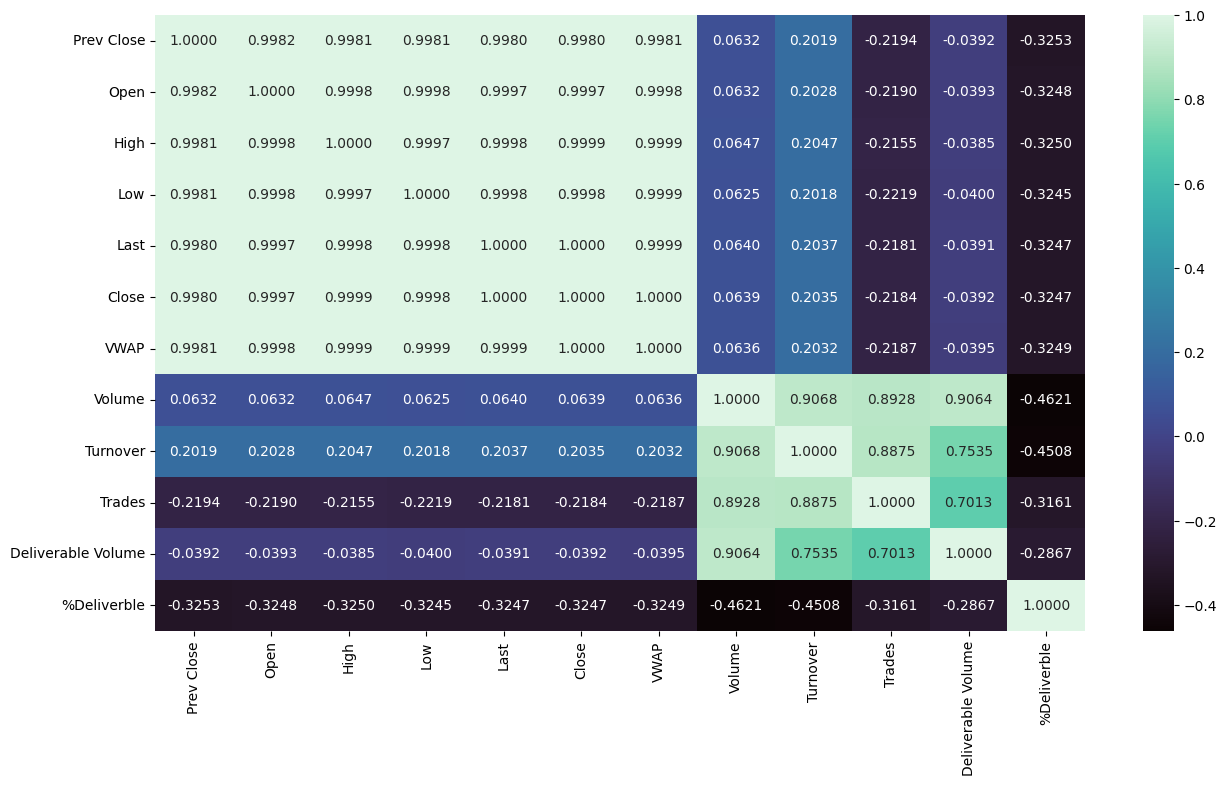 Prev Close 1.0000 0.9982 0.9981 0.9981 0.9980 0.9980 0.9981 0.0632 0.2019 -0.2194 -0.0392 -0.3253
Open 0.9982 1.0000 0.9998 0.9998 0.9997 0.9997 0.9998 0.0632 0.2028 -0.2190 -0.0393 -0.3248
High 0.9981 0.9998 1.0000 0.9997 0.9998 0.9999 0.9999 0.0647 0.2047 -0.2155 -0.0385 -0.3250
Low 0.9981 0.9998 0.9997 1.0000 0.9998 0.9998 0.9999 0.0625 0.2018 -0.2219 -0.0400 -0.3245
Last 0.9980 0.9997 0.9998 0.9998 1.0000 1.0000 0.9999 0.0640 0.2037 -0.2181 -0.0391 -0.3247
Close 0.9980 0.9997 0.9999 0.9998 1.0000 1.0000 1.0000 0.0639 0.2035 -0.2184 -0.0392 -0.3247
VWAP 0.9981 0.9998 0.9999 0.9999 0.9999 1.0000 1.0000 0.0636 0.2032 -0.2187 -0.0395 -0.3249
Volume 0.0632 0.0632 0.0647 0.0625 0.0640 0.0639 0.0636 1.0000 0.9068 0.8928 0.9064 -0.4621
Turnover 0.2019 0.2028 0.2047 0.2018 0.2037 0.2035 0.2032 0.9068 1.0000 0.8875 0.7535 -0.4508
Trades -0.2194 -0.2190 -0.2155 -0.2219 -0.2181 -0.2184 -0.2187 0.8928 0.8875 1.0000 0.7013 -0.3161
Deliverable Volume -0.0392 -0.0393 -0.0385 -0.0400 -0.0391 -0.0392 -0.0395 0.9064 0.7535 0.7013 1.0000 -0.2867
%Deliverble -0.3253 -0.3248 -0.3250 -0.3245 -0.3247 -0.3247 -0.3249 -0.4621 -0.4508 -0.3161 -0.2867 1.0000
Prev Close
Open
High
Low
Last
Close
VWAP
Volume
Turnover
Trades
Deliverable Volume
%Deliverble
1.0
0.8
0.6
0.4
0.2
0.0
−0.2
−0.4